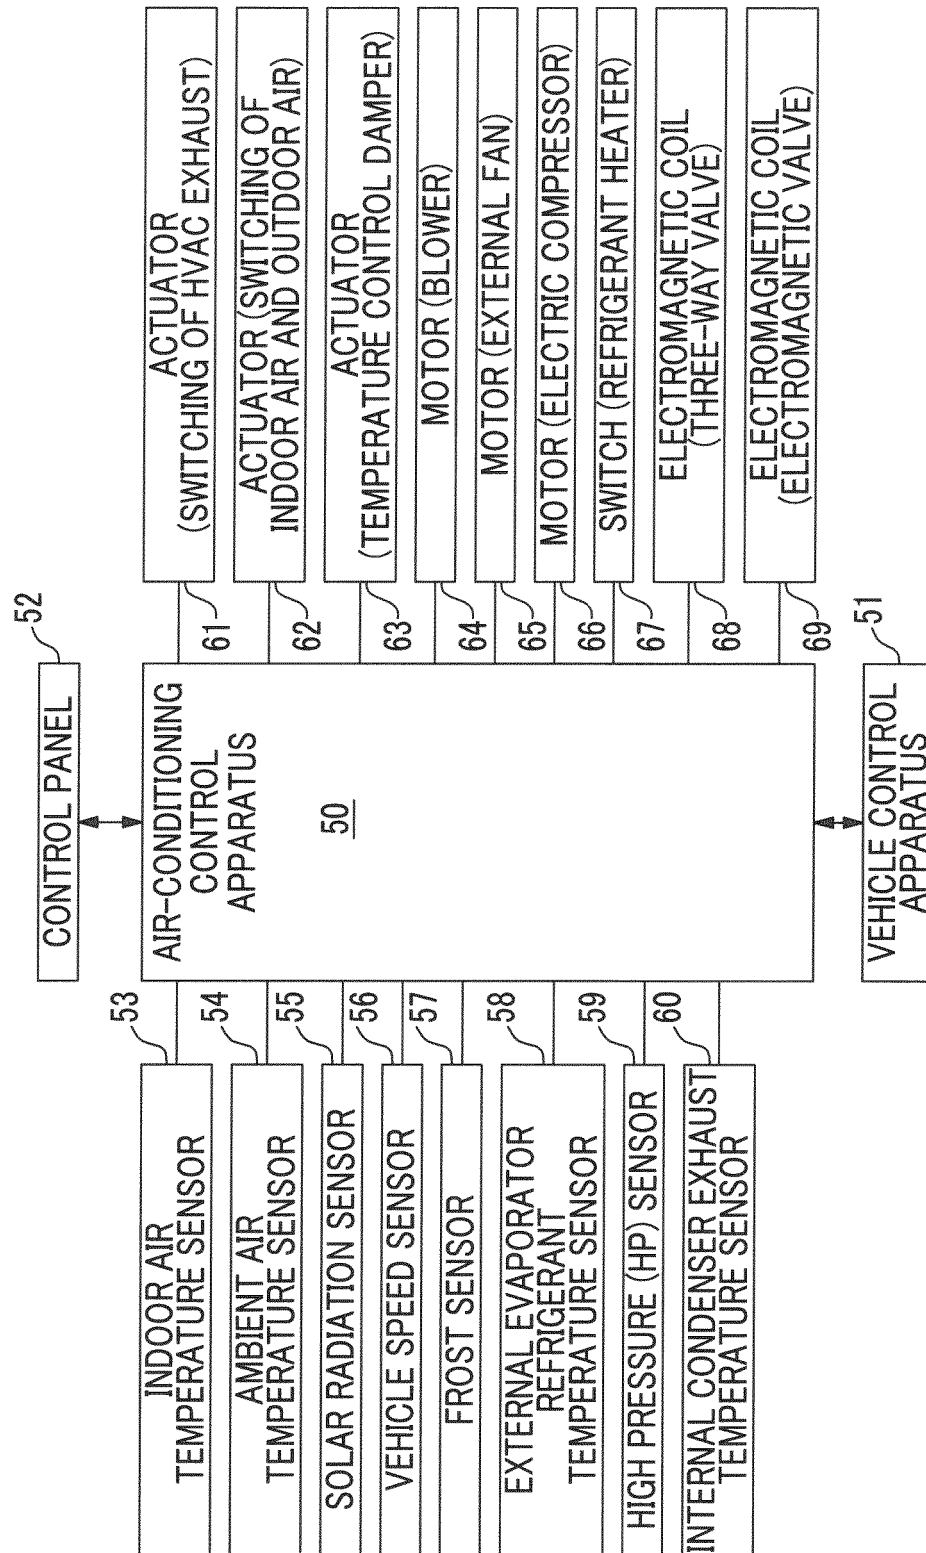 CONTROL PANEL
52
INDOOR AIR
TEMPERATURE SENSOR
53
AMBIENT AIR
TEMPERATURE SENSOR
54
SOLAR RADIATION SENSOR
55
VEHICLE SPEED SENSOR
56
FROST SENSOR
57
EXTERNAL EVAPORATOR
REFRIGERANT
TEMPERATURE SENSOR
58
HIGH PRESSURE (HP) SENSOR
59
INTERNAL CONDENSER EXHAUST
TEMPERATURE SENSOR
60
AIR-CONDITIONING
CONTROL
APPARATUS
50
ACTUATOR
(SWITCHING OF HVAC EXHAUST)
61
ACTUATOR (SWITCHING OF
INDOOR AIR AND OUTDOOR AIR)
62
ACTUATOR
(TEMPERATURE CONTROL DAMPER)
63
MOTOR (BLOWER)
64
MOTOR (EXTERNAL FAN)
65
MOTOR (ELECTRIC COMPRESSOR)
66
SWITCH (REFRIGERANT HEATER)
67
ELECTROMAGNETIC COIL
(THREE-WAY VALVE)
68
ELECTROMAGNETIC COIL
(ELECTROMAGNETIC VALVE)
69
VEHICLE CONTROL
APPARATUS
51